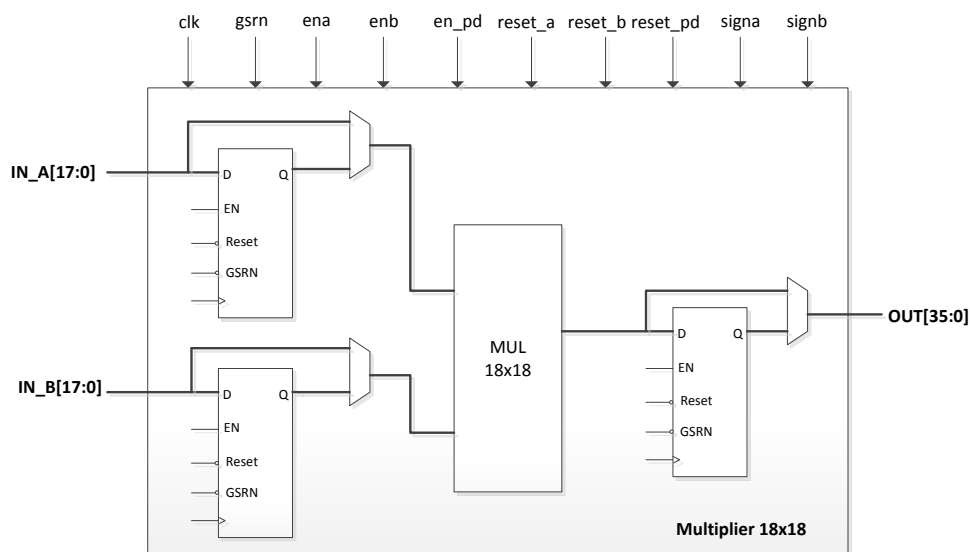 clk gsrn ena enb en_pd reset_a reset_b reset_pd signa signb
IN_A[17:0]
D Q
EN
Reset
GSRN
MUL
18x18
OUT[35:0]
D Q
EN
Reset
GSRN
IN_B[17:0]
D Q
EN
Reset
GSRN
Multiplier 18x18